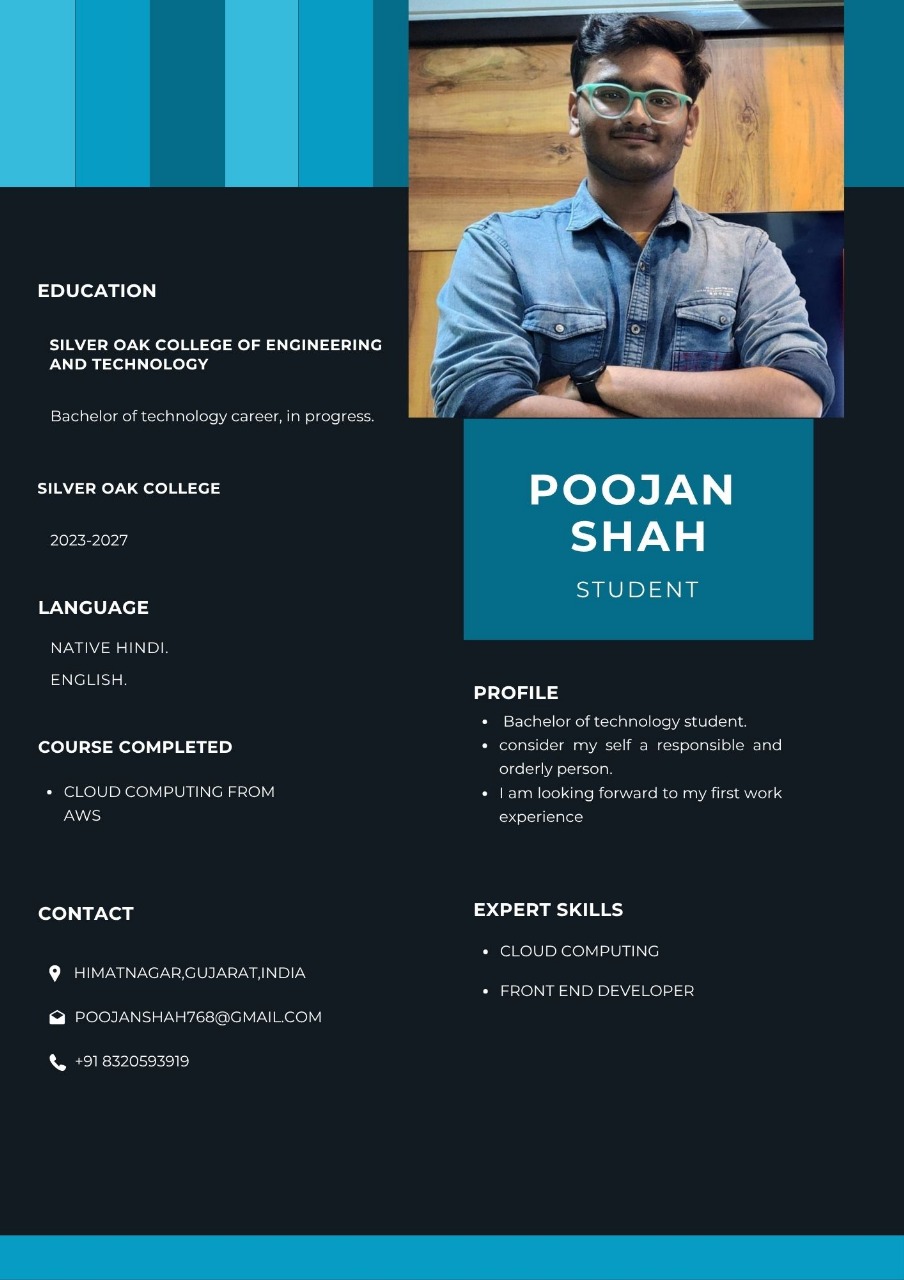 EDUCATION
SILVER OAK COLLEGE OF ENGINEERING
AND TECHNOLOGY
Bachelor of technology career, in progress.
SILVER OAK COLLEGE
2023-2027
LANGUAGE
NATIVE HINDI.
ENGLISH.
COURSE COMPLETED
• CLOUD COMPUTING FROM
AWS
CONTACT
HIMATNAGAR,GUJARAT,INDIA
POOJANSHAH768@GMAIL.COM
+91 8320593919
POOJAN
SHAH
STUDENT
PROFILE
• Bachelor of technology student.
• consider my self a responsible and
orderly person.
• I am looking forward to my first work
experience
EXPERT SKILLS
• CLOUD COMPUTING
• FRONT END DEVELOPER